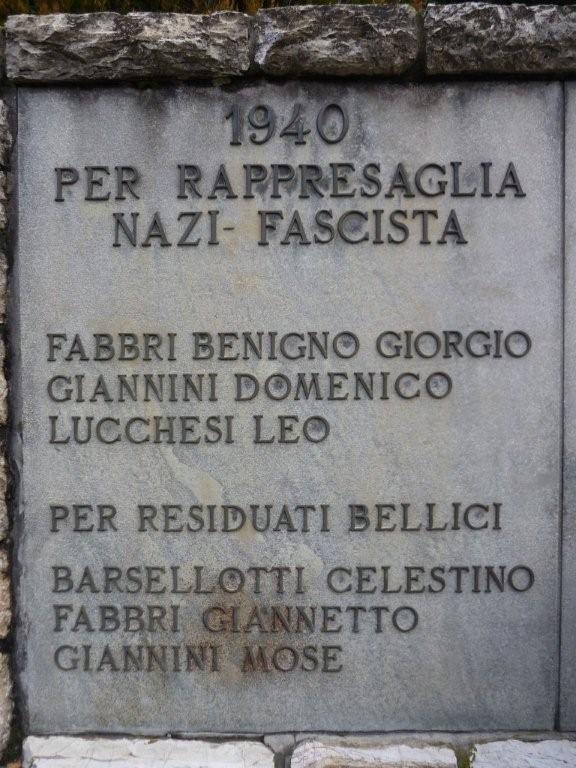 1940
PER RAPPRESAGLIA
NAZI- FASCISTA
FABBRI BENIGNO GIORGIO
GIANNINI DOMENICO
LUCCHESI LEO
PER RESIDUATI BELLICI
BARSELLOTTI CELESTINO
FABBRI GIANNETTO
GIANNINI MOSE